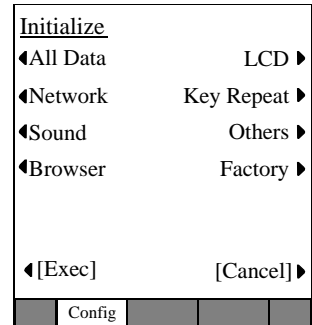 Initialize
All Data LCD
Network Key Repeat
Sound Others
Browser Factory
[Exec] [Cancel]
Config